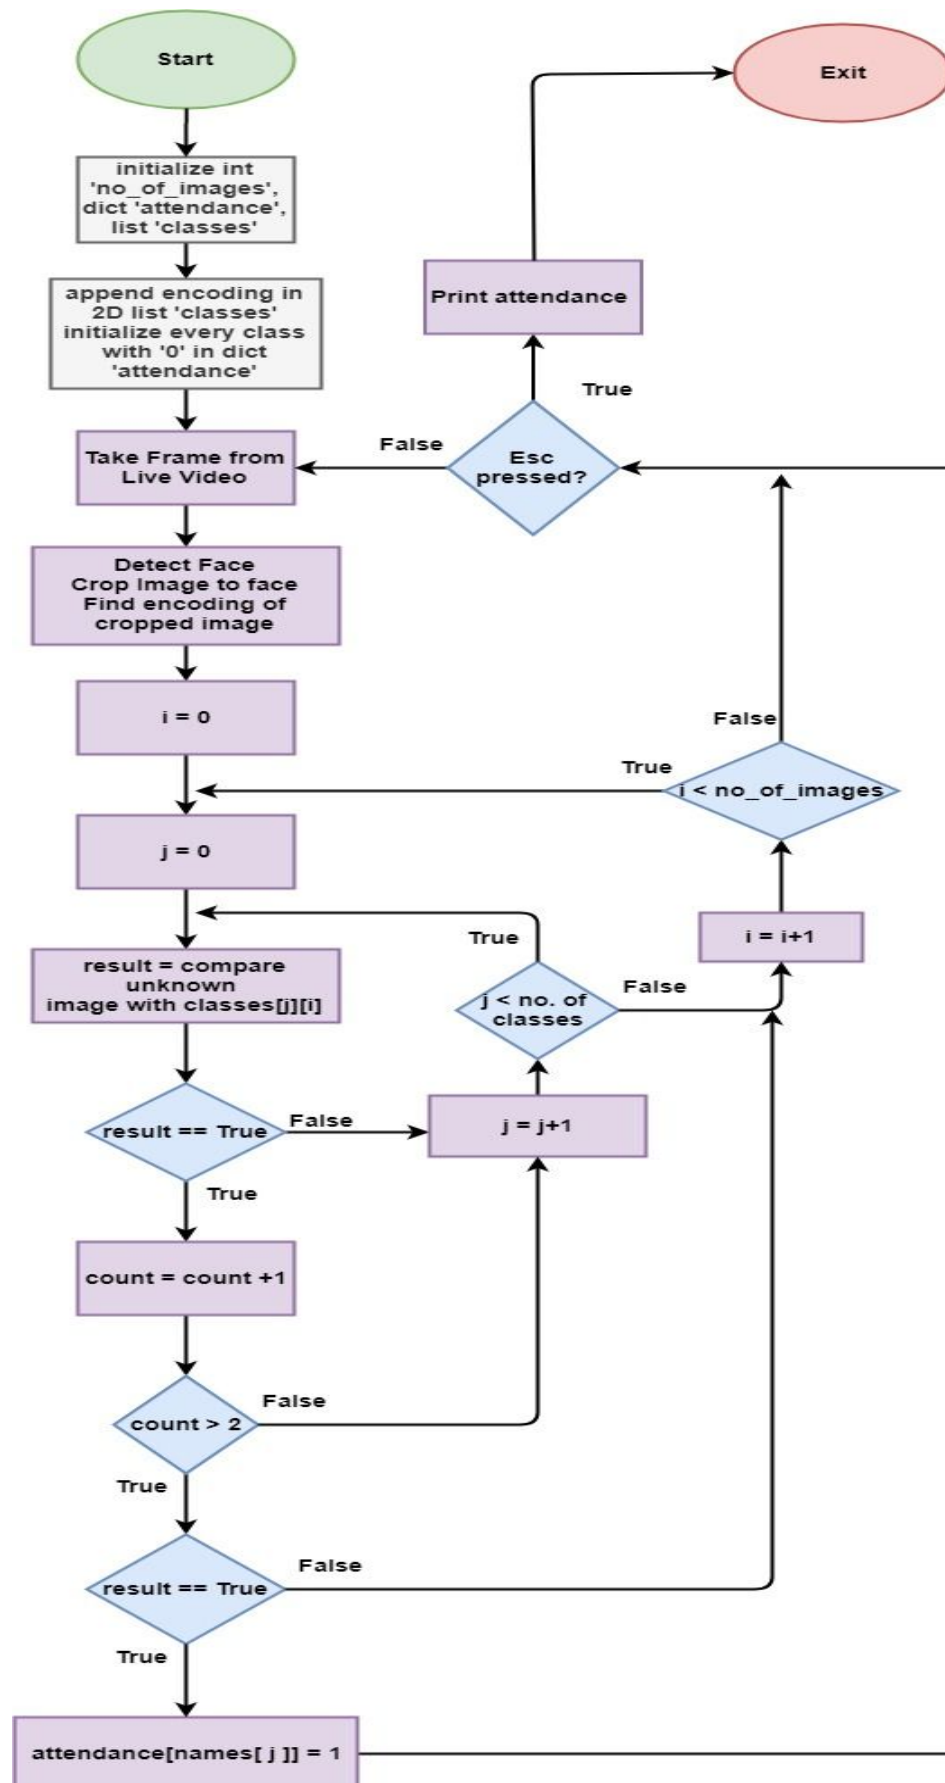 Start
Exit
initialize int
'no_of_images',
dict 'attendance',
list 'classes'
append encoding in
2D list 'classes'
initialize every class
with '0' in dict
'attendance'
Print attendance
True
False
Esc
pressed?
Take Frame from
Live Video
Detect Face
Crop Image to face
Find encoding of
cropped image
i = 0
False
True
i < no_of_images
j = 0
i = i+1
True
result = compare
unknown
image with classes[j][i]
j < no. of
classes
False
result == True
False
j = j+1
True
count = count +1
count > 2
False
True
result == True
False
True
attendance[names[ j ]] = 1